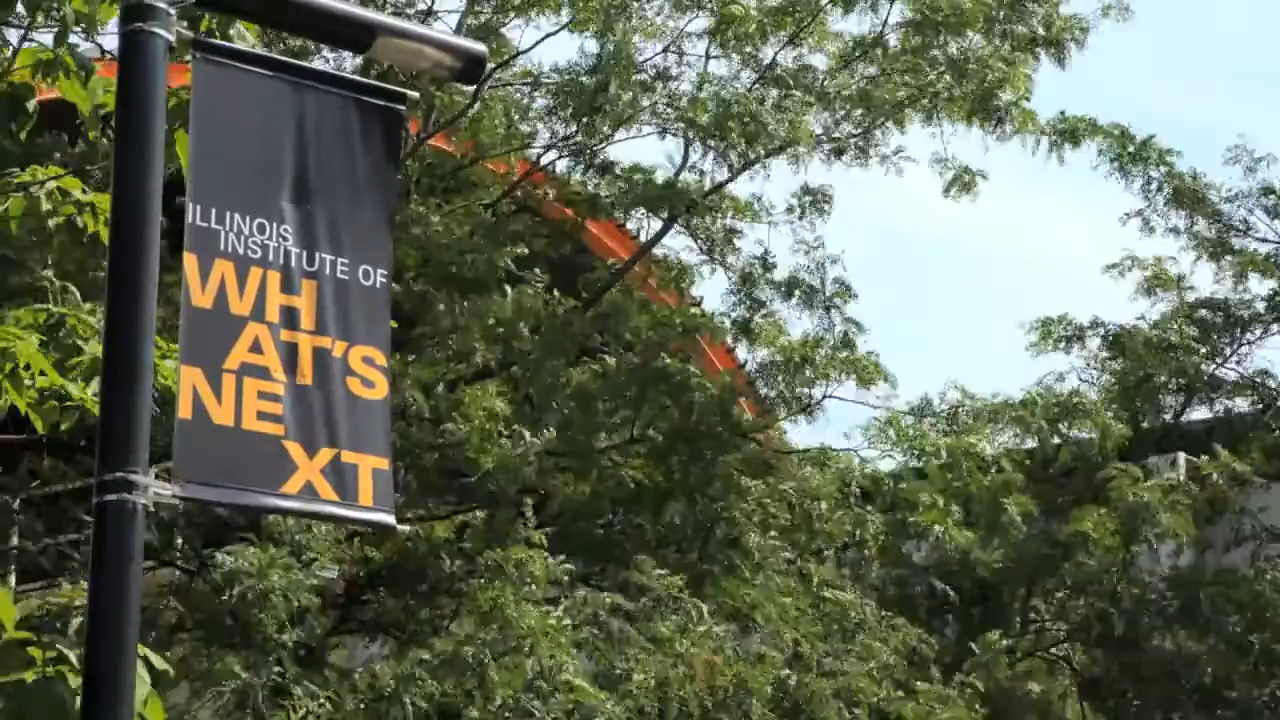 ILLINOIS
INSTITUTE OF
WH
AT'S
NE
XT